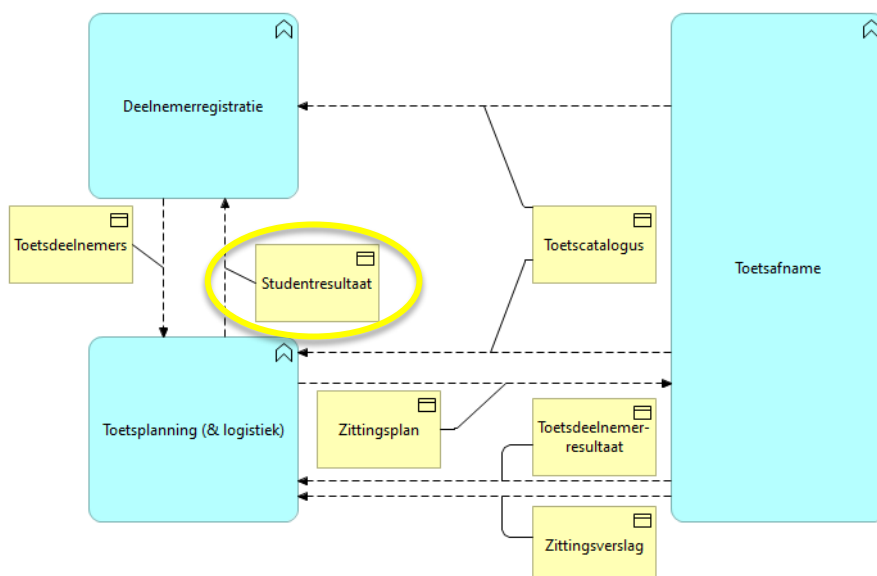 Deelnemerregistratie
Toetsdeelnemers
Studentresultaat
Toetscatalogus
Toetsafname
Toetsplanning (& logistiek)
Zittingsplan
Toetsdeelnemer-
resultaat
Zittingsverslag